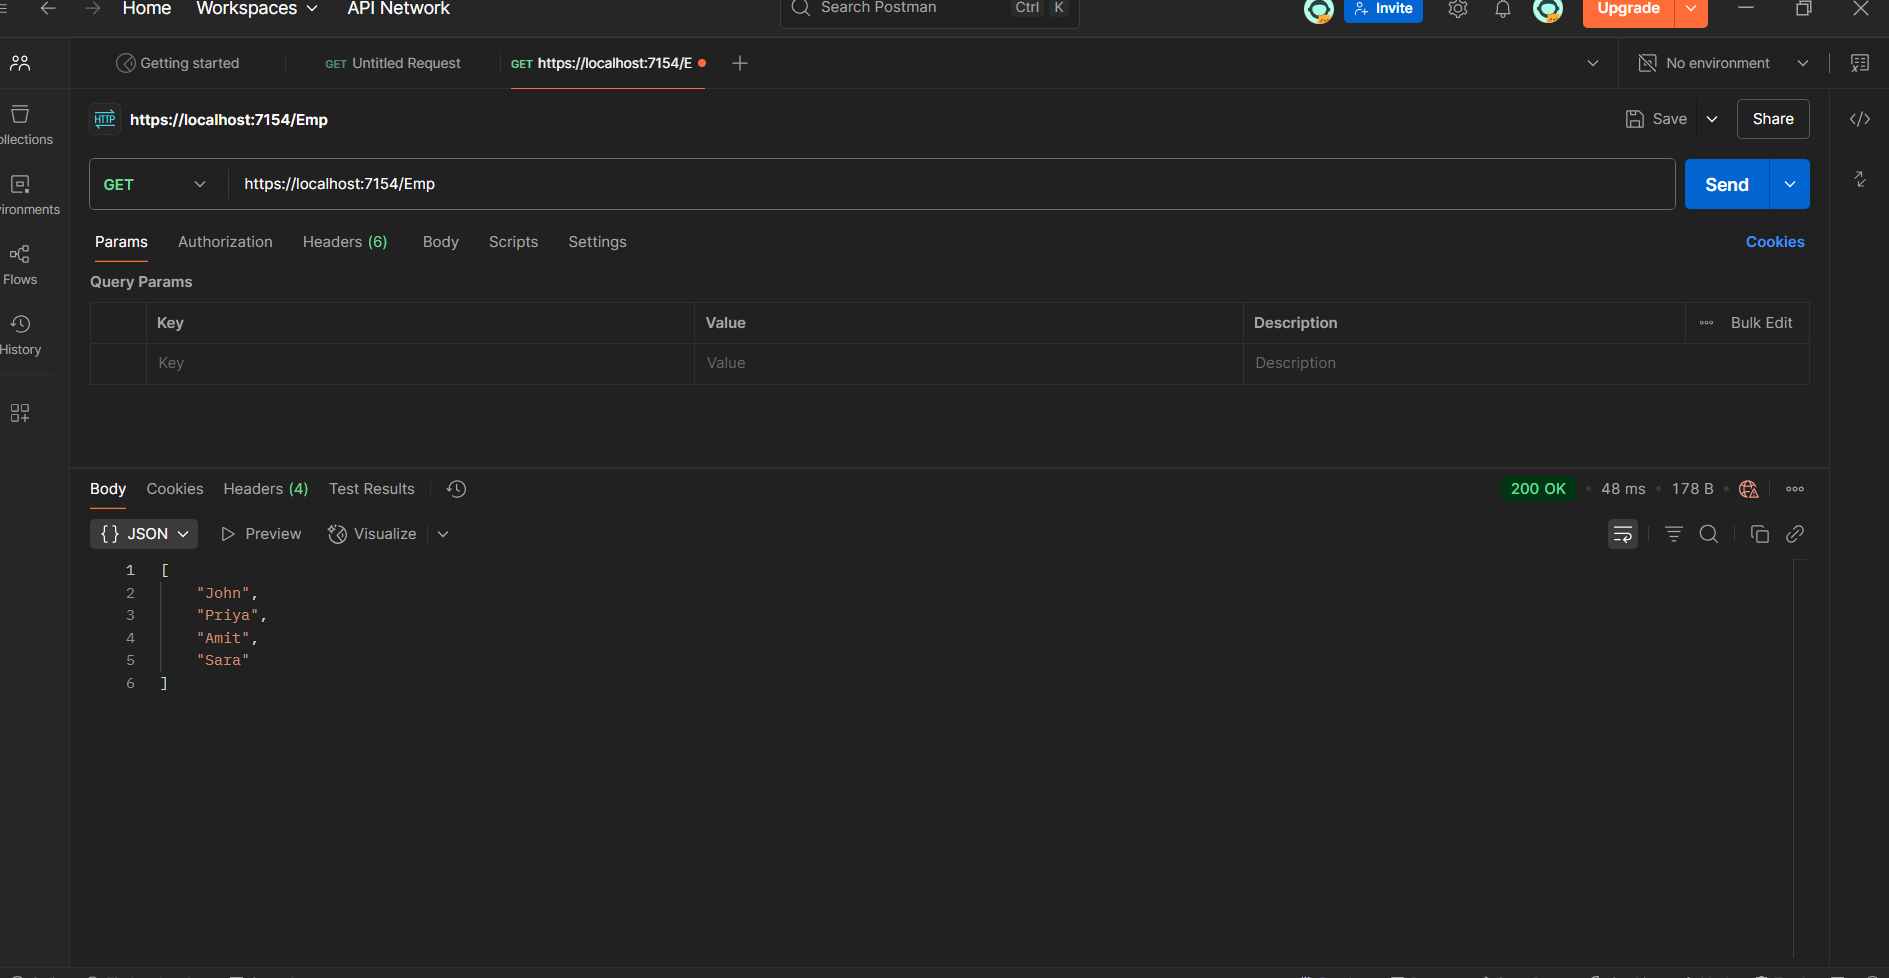 Home Workspaces API Network Search Postman Ctrl K Invite Upgrade
Getting started GET Untitled Request GET https://localhost:7154/E No environment
HTTP https://localhost:7154/Emp Save Share
ollections
GET https://localhost:7154/Emp Send
ironments
Params Authorization Headers (6) Body Scripts Settings Cookies
Flows
Query Params
Key Value Description Bulk Edit
History
Key Value Description
Body Cookies Headers (4) Test Results 200 OK • 48 ms • 178 B •
{ } JSON Preview Visualize
1 [
2 "John",
3 "Priya",
4 "Amit",
5 "Sara"
6 ]